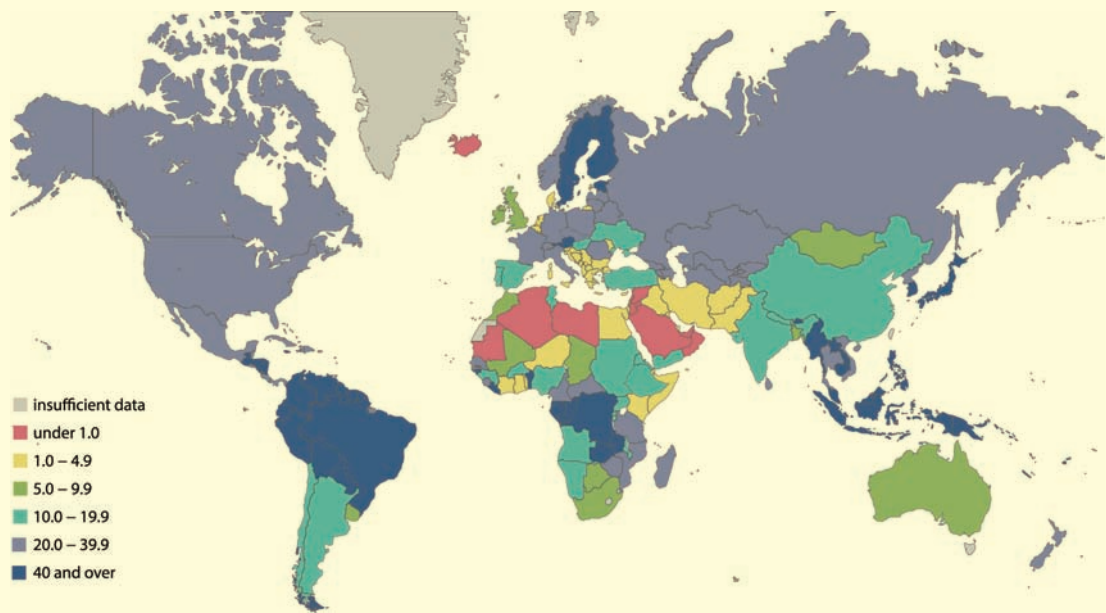 insufficient data
under 1.0
1.0 – 4.9
5.0 – 9.9
10.0 – 19.9
20.0 – 39.9
40 and over